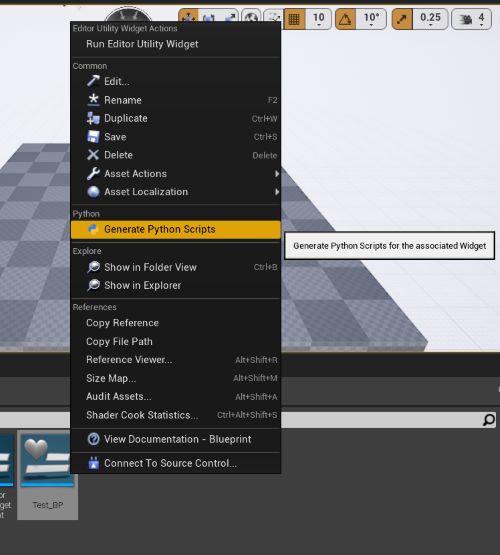 10
10°
0.25
4
Editor Utility Widget Actions
Run Editor Utility Widget
Common
Edit...
Rename F2
Duplicate Ctrl+W
Save Ctrl+S
Delete Delete
Asset Actions
Asset Localization
Python
Generate Python Scripts
Generate Python Scripts for the associated Widget
Explore
Show in Folder View Ctrl+B
Show in Explorer
References
Copy Reference
Copy File Path
Reference Viewer... Alt+Shift+R
Size Map... Alt+Shift+M
Audit Assets... Alt+Shift+A
Shader Cook Statistics... Ctrl+Alt+Shift+S
View Documentation - Blueprint
Connect To Source Control...
Test_BP